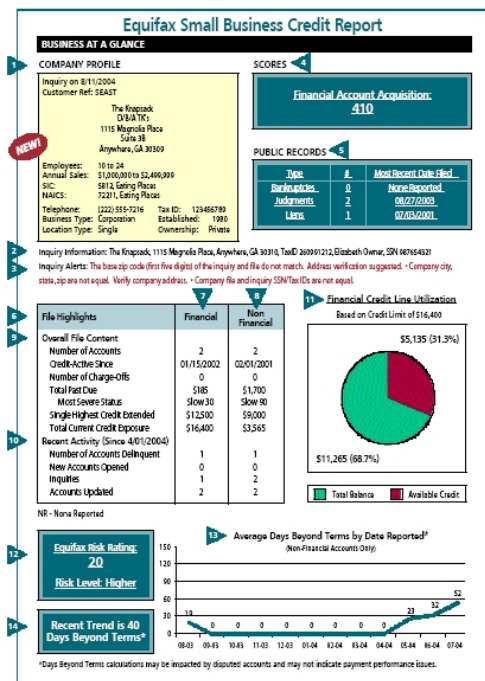 Equifax Small Business Credit Report
BUSINESS AT A GLANCE
1 COMPANY PROFILE
Inquiry on 8/11/2004
Customer Ref: SEAST
The Knapsack
D/B/A TK's
1115 Magnolia Place
Suite 3B
Anywhere, GA 30309
NEW!
Employees: 10 to 24
Annual Sales: $1,000,000 to $2,499,999
SIC: 5812, Eating Places
NAICS: 72211, Eating Places
Telephone: (222) 555-7216 Tax ID: 123456789
Business Type: Corporation Established: 1980
Location Type: Single Ownership: Private
SCORES 4
Financial Account Acquisition:
410
PUBLIC RECORDS 5
Type # Most Recent Date Filed
Bankruptcies 0 None Reported
Judgments 2 08/27/2003
Liens 1 07/03/2001
2 Inquiry Information: The Knapsack, 1115 Magnolia Place, Anywhere, GA 30310, TaxID 260991212, Elizabeth Owner, SSN 987654321
3 Inquiry Alerts: The base zip code (first five digits) of the inquiry and file do not match. Address verification suggested. • Company city,
state, zip are not equal. Verify company address. • Company file and inquiry SSN/Tax IDs are not equal.
7 8
6 File Highlights Financial Non Financial
9 Overall File Content
Number of Accounts 2 2
Credit-Active Since 01/15/2002 02/01/2001
Number of Charge-Offs 0 0
Total Past Due $185 $1,700
Most Severe Status Slow 30 Slow 90
Single Highest Credit Extended $12,500 $9,000
Total Current Credit Exposure $16,400 $3,565
10 Recent Activity (Since 4/01/2004)
Number of Accounts Delinquent 1 1
New Accounts Opened 0 0
Inquiries 1 2
Accounts Updated 2 2
NR - None Reported
11 Financial Credit Line Utilization
Based on Credit Limit of $16,400
$5,135 (31.3%)
$11,265 (68.7%)
Total Balance Available Credit
12 Equifax Risk Rating:
20
Risk Level: Higher
14 Recent Trend is 40
Days Beyond Terms*
13 Average Days Beyond Terms by Date Reported*
(Non-Financial Accounts Only)
150
120
90
60
30
0
19 0 0 0 0 0 0 0 0 23 32 52
08-03 09-03 10-03 11-03 12-03 01-04 02-04 03-04 04-04 05-04 06-04 07-04
*Days Beyond Terms calculations may be impacted by disputed accounts and may not indicate payment performance issues.